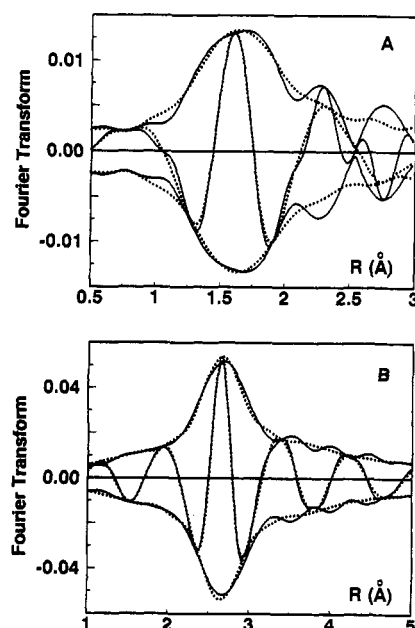 A
Fourier Transform
0.01
0.00
-0.01
R (Å)
0.5
1
1.5
2
2.5
3
B
Fourier Transform
0.04
0.00
-0.04
R (Å)
1
2
3
4
5